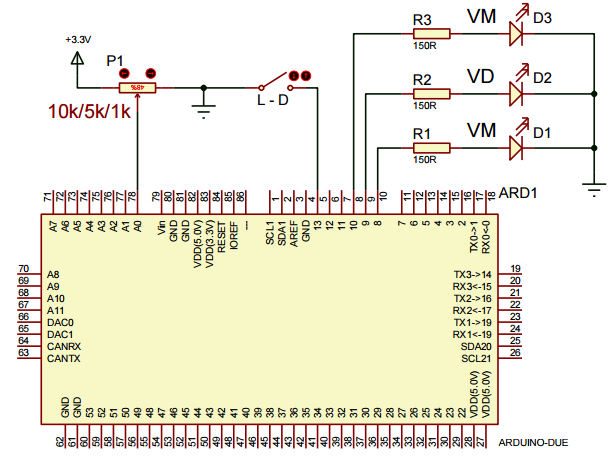 R3 VM D3
150R
+3.3V
P1
48%
R2 VD D2
150R
L - D
10k/5k/1k
R1 VM D1
150R
ARD1
71 72 73 74 75 76 77 78 79 80 81 82 83 84 85 86 1 2 3 4 5 6 7 8 9 10 11 12 13 14 15 16 17 18
A7 A6 A5 A4 A3 A2 A1 A0 Vin GND GND VDD(5.0V) VDD(3.3V) RESET IOREF SCL1 SDA1 AREF GND 13 12 11 10 9 8 7 6 5 4 3 2 TX0->1 RX0<-0
70 A8 TX3->14 19
69 A9 RX3<-15 20
68 A10 TX2->16 21
67 A11 RX2<-17 22
66 DAC0 TX1->19 23
65 DAC1 RX1<-19 24
64 CANRX SDA20 25
63 CANTX SCL21 26
GND GND 53 52 51 50 49 48 47 46 45 44 43 42 41 40 39 38 37 36 35 34 33 32 31 30 29 28 27 26 25 24 23 22 VDD(5.0V) VDD(5.0V)
62 61 60 59 58 57 56 55 54 53 52 51 50 49 48 47 46 45 44 43 42 41 40 39 38 37 36 35 34 33 32 31 30 29 28 27
ARDUINO-DUE